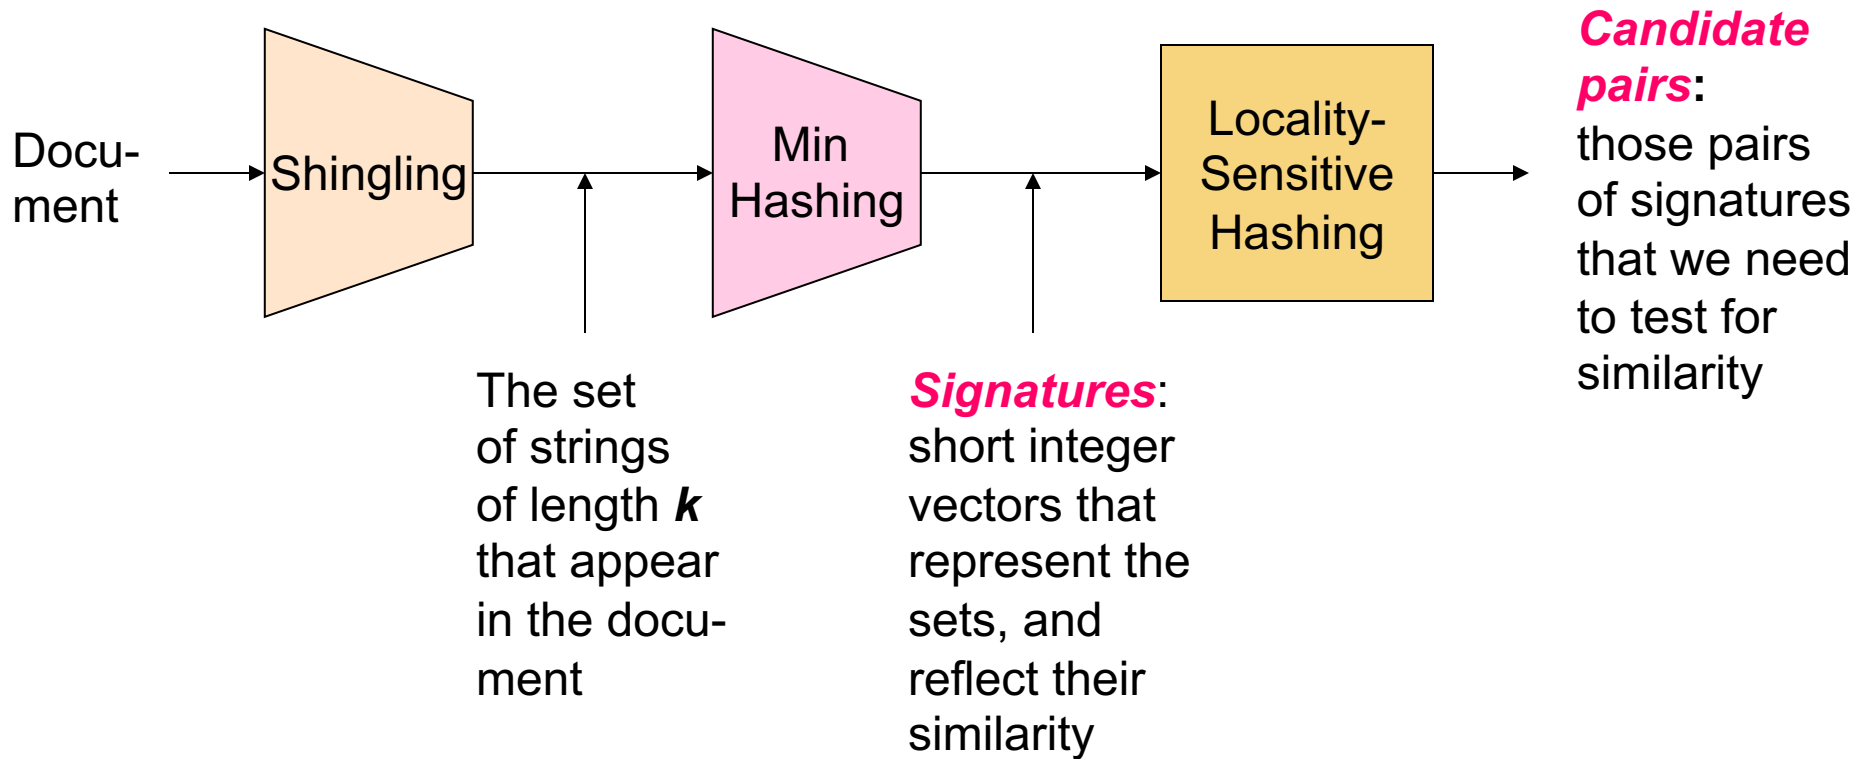 Docu-
ment
Shingling
The set
of strings
of length k
that appear
in the docu-
ment
Min
Hashing
Signatures:
short integer
vectors that
represent the
sets, and
reflect their
similarity
Locality-
Sensitive
Hashing
Candidate
pairs:
those pairs
of signatures
that we need
to test for
similarity